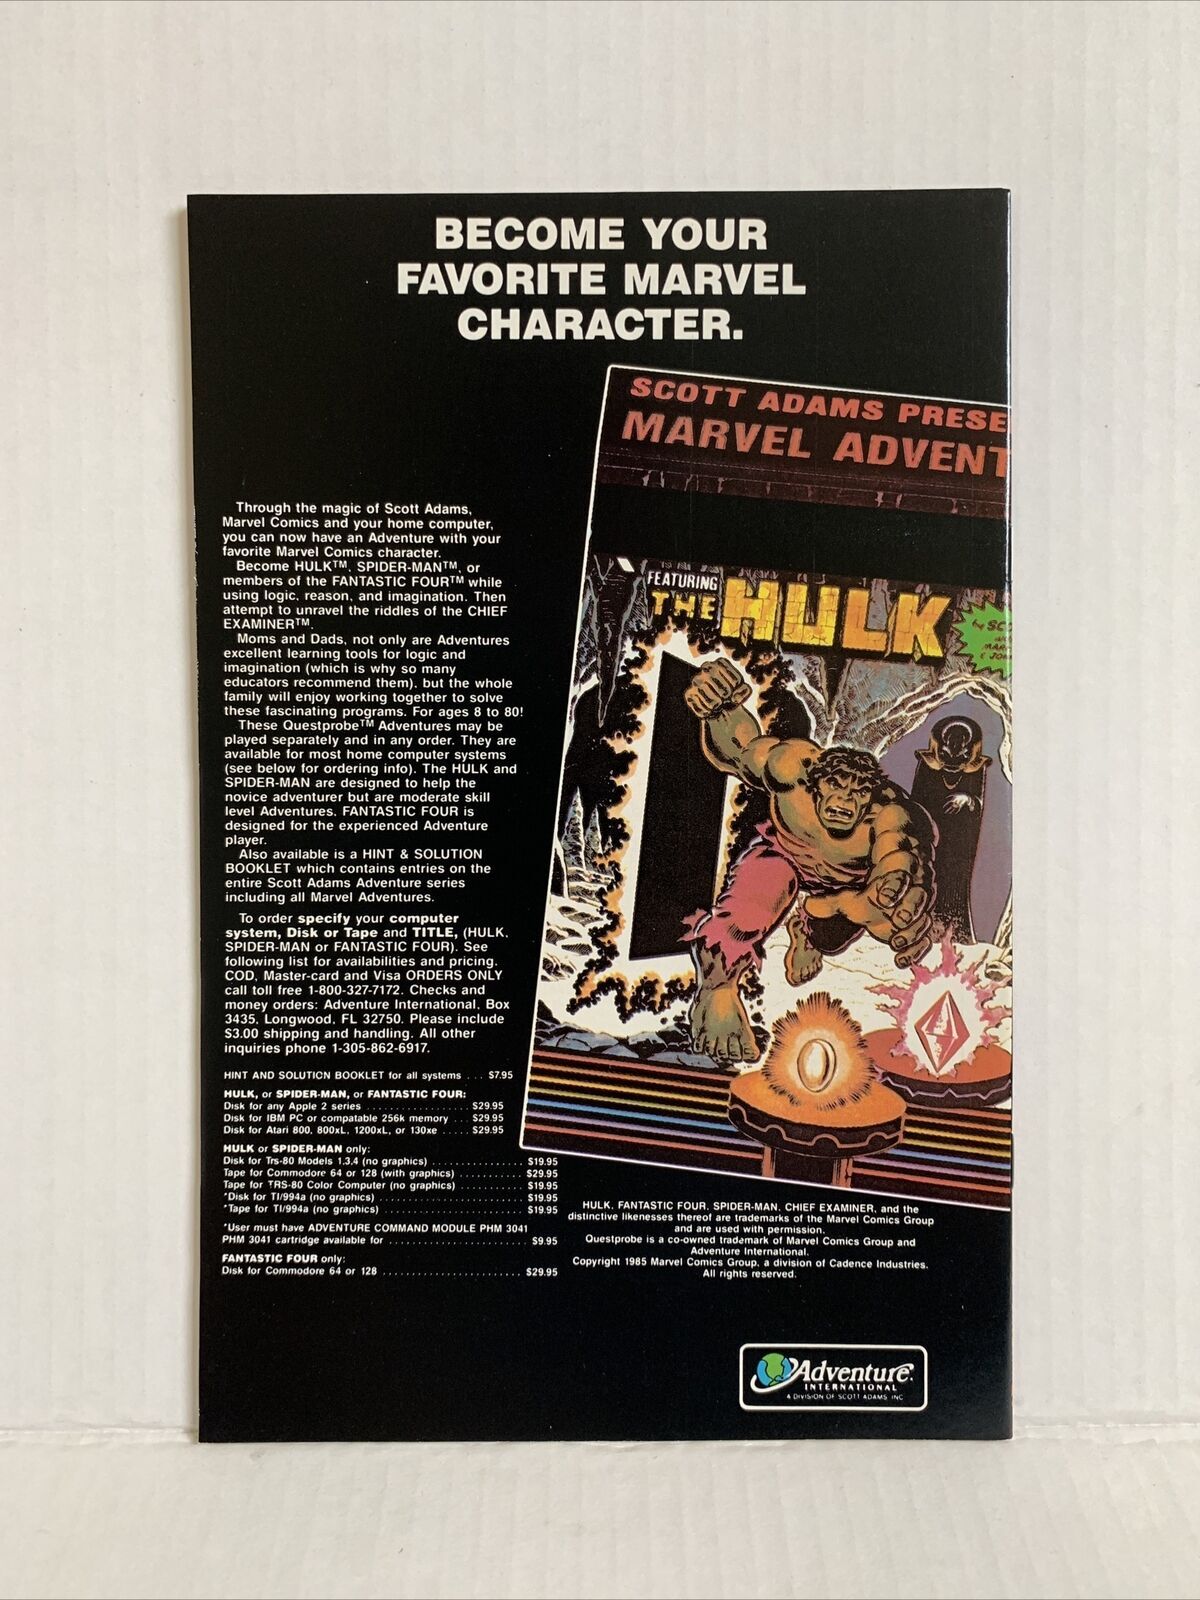 BECOME YOUR
FAVORITE MARVEL
CHARACTER.
SCOTT ADAMS PRESE
MARVEL ADVENT
FEATURING
THE HULK
Through the magic of Scott Adams,
Marvel Comics and your home computer,
you can now have an Adventure with your
favorite Marvel Comics character.
Become HULK™, SPIDER-MAN™, or
members of the FANTASTIC FOUR™ while
using logic, reason, and imagination. Then
attempt to unravel the riddles of the CHIEF
EXAMINER™.
Moms and Dads, not only are Adventures
excellent learning tools for logic and
imagination (which is why so many
educators recommend them), but the whole
family will enjoy working together to solve
these fascinating programs. For ages 8 to 80!
These Questprobe™ Adventures may be
played separately and in any order. They are
available for most home computer systems
(see below for ordering info). The HULK and
SPIDER-MAN are designed to help the
novice adventurer but are moderate skill
level Adventures. FANTASTIC FOUR is
designed for the experienced Adventure
player.
Also available is a HINT & SOLUTION
BOOKLET which contains entries on the
entire Scott Adams Adventure series
including all Marvel Adventures.
To order specify your computer
system, Disk or Tape and TITLE, (HULK,
SPIDER-MAN or FANTASTIC FOUR). See
following list for availabilities and pricing.
COD, Master-card and Visa ORDERS ONLY
call toll free 1-800-327-7172. Checks and
money orders: Adventure International, Box
3435, Longwood, FL 32750. Please include
$3.00 shipping and handling. All other
inquiries phone 1-305-862-6917.
HINT AND SOLUTION BOOKLET for all systems ... $7.95
HULK, or SPIDER-MAN, or FANTASTIC FOUR:
Disk for any Apple 2 series .................. $29.95
Disk for IBM PC or compatable 256k memory ... $29.95
Disk for Atari 800, 800xL, 1200xL, or 130xe ..... $29.95
HULK or SPIDER-MAN only:
Disk for Trs-80 Models 1,3,4 (no graphics) ................ $19.95
Tape for Commodore 64 or 128 (with graphics) ............ $29.95
Tape for TRS-80 Color Computer (no graphics) ............ $19.95
*Disk for TI/994a (no graphics) .......................... $19.95
*Tape for TI/994a (no graphics) .......................... $19.95
*User must have ADVENTURE COMMAND MODULE PHM 3041
PHM 3041 cartridge available for ........................ $9.95
FANTASTIC FOUR only:
Disk for Commodore 64 or 128 ......................... $29.95
HULK, FANTASTIC FOUR, SPIDER-MAN, CHIEF EXAMINER, and the
distinctive likenesses thereof are trademarks of the Marvel Comics Group
and are used with permission.
Questprobe is a co-owned trademark of Marvel Comics Group and
Adventure International.
Copyright 1985 Marvel Comics Group, a division of Cadence Industries.
All rights reserved.
Adventure
INTERNATIONAL
A DIVISION OF SCOTT ADAMS INC